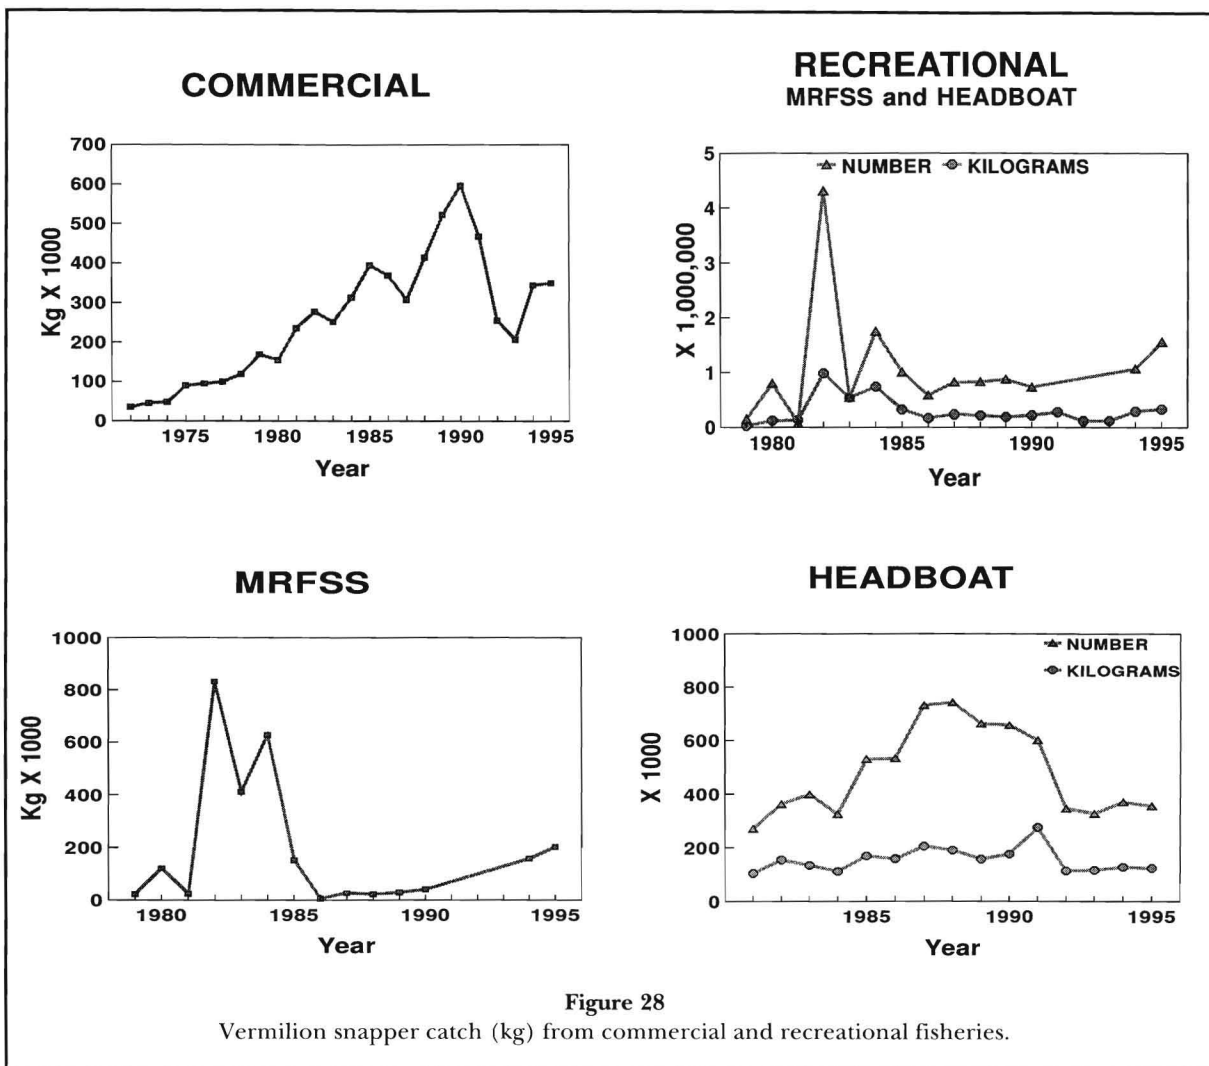 COMMERCIAL
700
600
500
400
300
200
100
0
Kg X 1000
1975 1980 1985 1990 1995
Year
RECREATIONAL
MRFSS and HEADBOAT
NUMBER KILOGRAMS
5
4
3
2
1
0
X 1,000,000
1980 1985 1990 1995
Year
MRFSS
1000
800
600
400
200
0
Kg X 1000
1980 1985 1990 1995
Year
HEADBOAT
NUMBER
KILOGRAMS
1000
800
600
400
200
0
X 1000
1985 1990 1995
Year
Figure 28
Vermilion snapper catch (kg) from commercial and recreational fisheries.